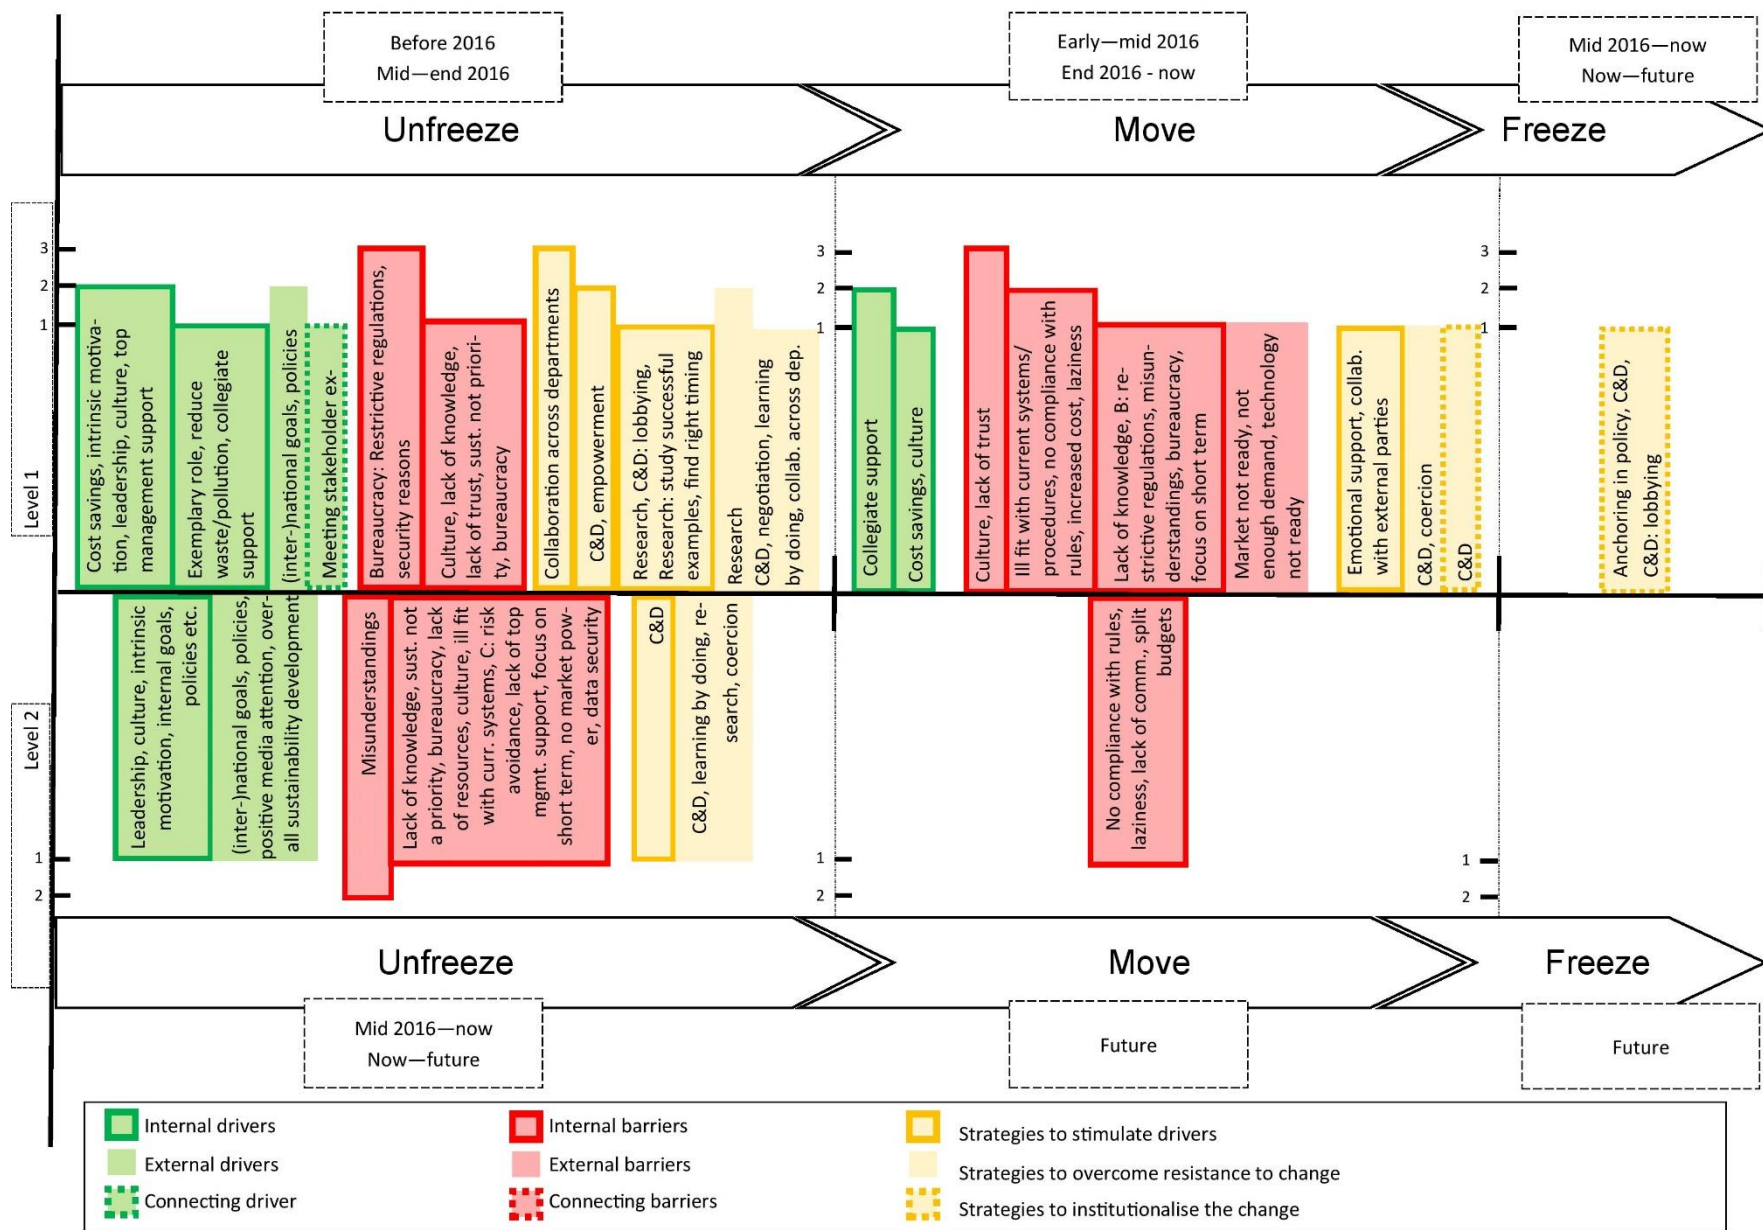 Before 2016
Mid—end 2016
Early—mid 2016
End 2016 - now
Mid 2016—now
Now—future
Unfreeze
Move
Freeze
Level 1
3
2
1
Cost savings, intrinsic motiva-
tion, leadership, culture, top
management support
Exemplary role, reduce
waste/pollution, collegiate
support
(inter-)national goals, policies
Meeting stakeholder ex-
Bureaucracy: Restrictive regulations,
security reasons
Culture, lack of knowledge,
lack of trust, sust. not priori-
ty, bureaucracy
Collaboration across departments
C&D, empowerment
Research, C&D: lobbying,
Research: study successful
examples, find right timing
Research
C&D, negotiation, learning
by doing, collab. across dep.
3
2
1
Collegiate support
Cost savings, culture
Culture, lack of trust
Ill fit with current systems/
procedures, no compliance with
rules, increased cost, laziness
Lack of knowledge, B: re-
strictive regulations, misun-
derstandings, bureaucracy,
focus on short term
Market not ready, not
enough demand, technology
not ready
Emotional support, collab.
with external parties
C&D, coercion
C&D
3
2
1
Anchoring in policy, C&D,
C&D: lobbying
Level 2
1
2
Leadership, culture, intrinsic
motivation, internal goals,
policies etc.
(inter-)national goals, policies,
positive media attention, over-
all sustainability development
Misunderstandings
Lack of knowledge, sust. not
a priority, bureaucracy, lack
of resources, culture, ill fit
with curr. systems, C: risk
avoidance, lack of top
mgmt. support, focus on
short term, no market pow-
er, data security
C&D
C&D, learning by doing, re-
search, coercion
1
2
No compliance with rules,
laziness, lack of comm., split
budgets
1
2
Unfreeze
Move
Freeze
Mid 2016—now
Now—future
Future
Future
Internal drivers
Internal barriers
Strategies to stimulate drivers
External drivers
External barriers
Strategies to overcome resistance to change
Connecting driver
Connecting barriers
Strategies to institutionalise the change